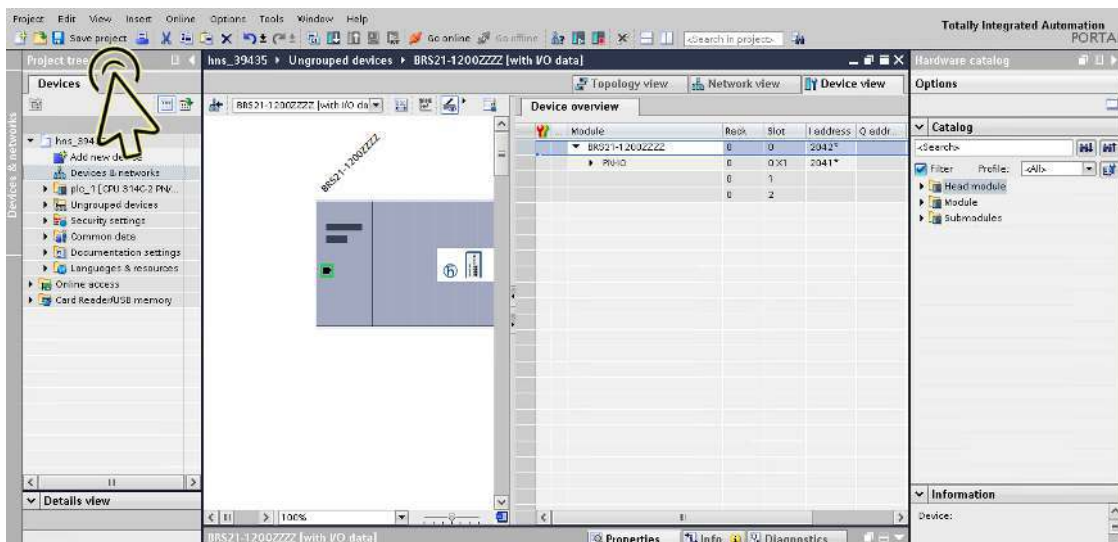 Project Edit View Insert Online Options Tools Window Help
Totally Integrated Automation
PORTA
Save project
Go online
Go offline
<Search in project>
Project tree
hns_39435 ▸ Ungrouped devices ▸ BRS21-1200ZZZZ [with I/O data]
Hardware catalog
Devices
Topology view
Network view
Device view
Options
Devices & networks
BRS21-1200ZZZZ [with I/O da
Device overview
Module Rack Slot I address Q addr...
Catalog
BRS21-1200ZZZZ 0 0 2042*
<Search>
PN-IO 0 0 X1 2041*
Filter Profile: <All>
0 1
Head module
0 2
Module
Submodules
BRS21-1200ZZZZ
Add new
Devices & networks
plc_1 [CPU 314C-2 PN/...
Ungrouped devices
Security settings
Common data
Documentation settings
Languages & resources
Online access
Card Reader/USB memory
Details view
100%
Information
Device:
BRS21-1200ZZZZ [with I/O data]
Properties
Info
Diagnostics